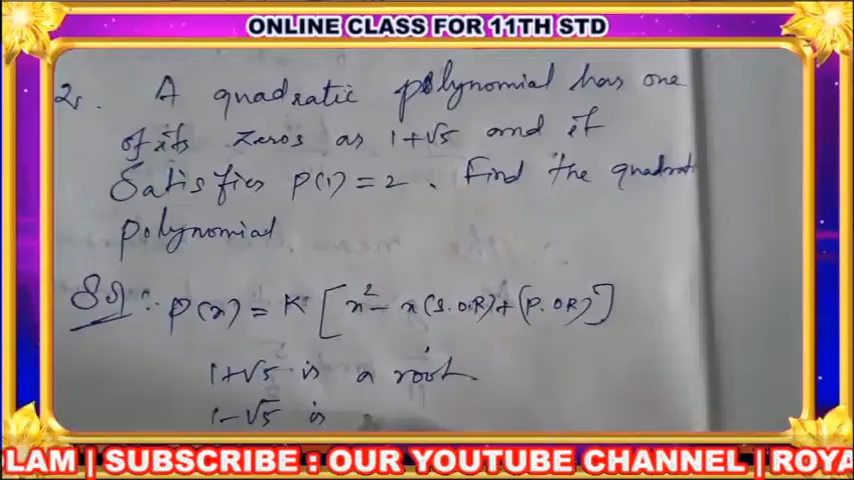 ONLINE CLASS FOR 11TH STD
2. A quadratic polynomial has one
of its zeros as 1+√5 and it
Satisfies p(1)=2. Find the quadrati
polynomial
Sol: p(x) = K [x² - x(S.O.R)+(P.OR)]
1+√5 is a root.
1-√5 is
LAM | SUBSCRIBE : OUR YOUTUBE CHANNEL | ROYA